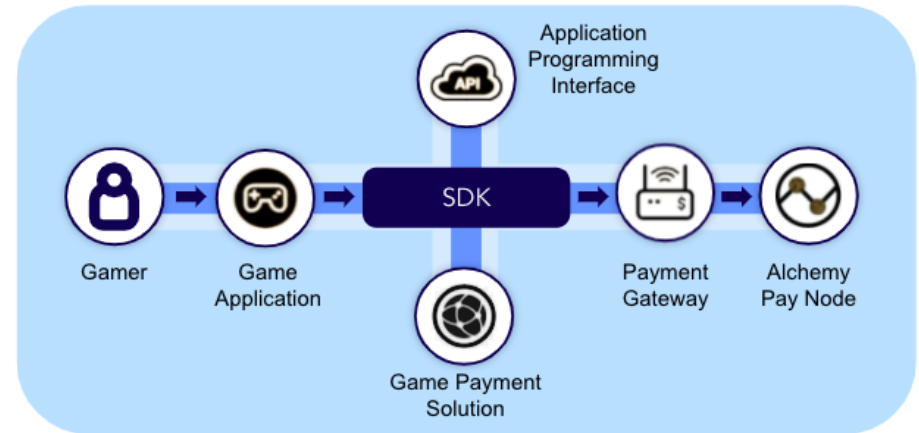 Application
Programming
Interface
API
SDK
$
Gamer
Game
Application
Payment
Gateway
Alchemy
Pay Node
Game Payment
Solution